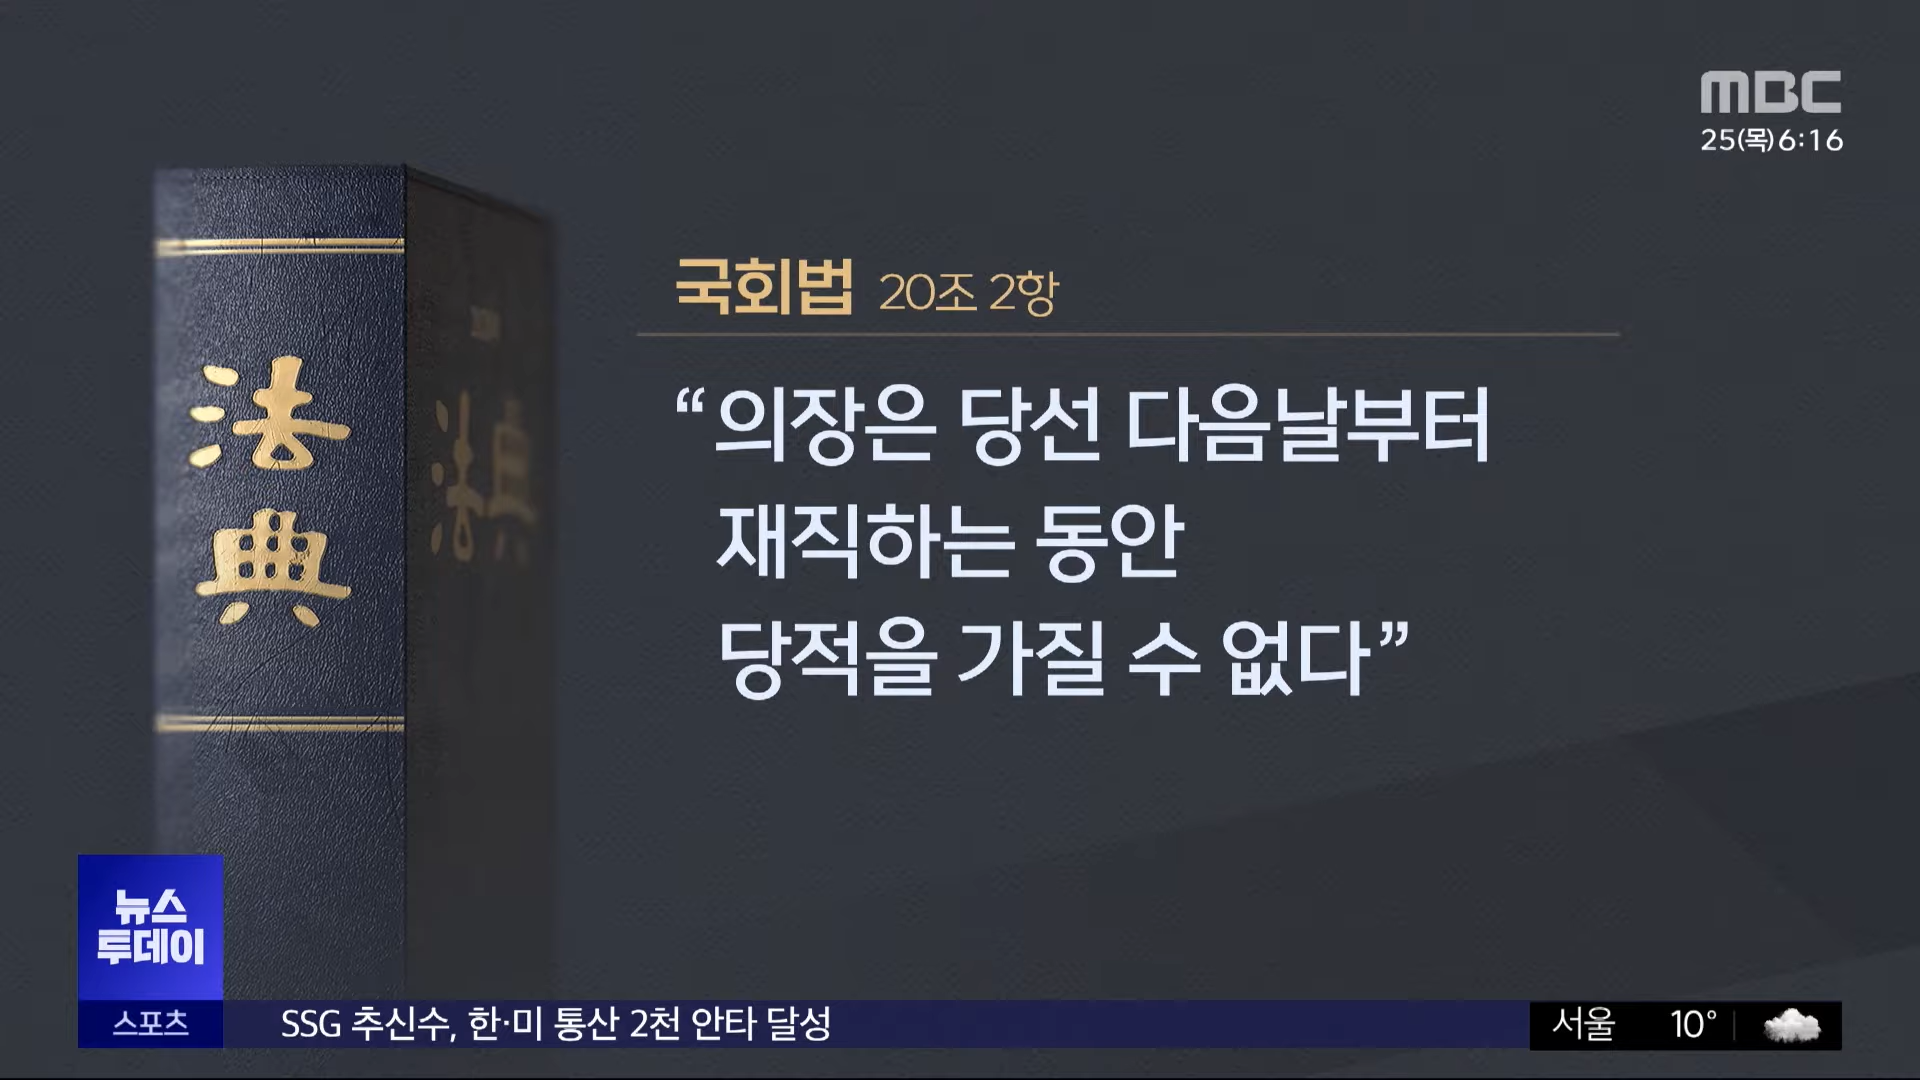 MBC
25(목)6:16
국회법 20조 2항
“의장은 당선 다음날부터
재직하는 동안
당적을 가질 수 없다”
法
典
뉴스
투데이
스포츠 SSG 추신수, 한·미 통산 2천 안타 달성
서울 10°